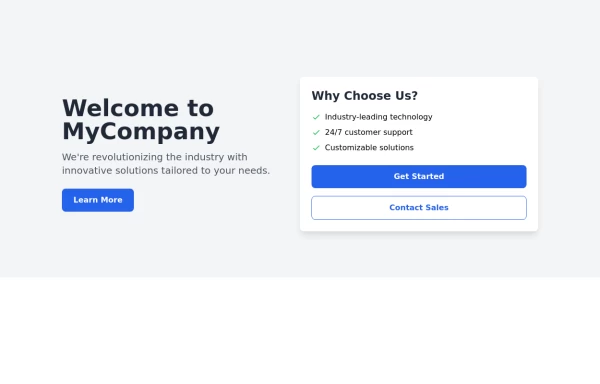 Welcome to
MyCompany
We're revolutionizing the industry with
innovative solutions tailored to your needs.
Learn More
Why Choose Us?
Industry-leading technology
24/7 customer support
Customizable solutions
Get Started
Contact Sales